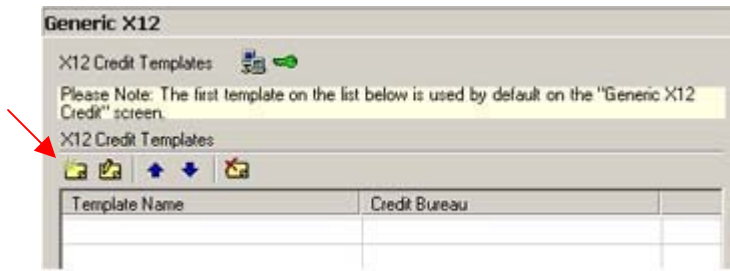 Generic X12
X12 Credit Templates
Please Note: The first template on the list below is used by default on the "Generic X12
Credit" screen.
X12 Credit Templates
Template Name Credit Bureau